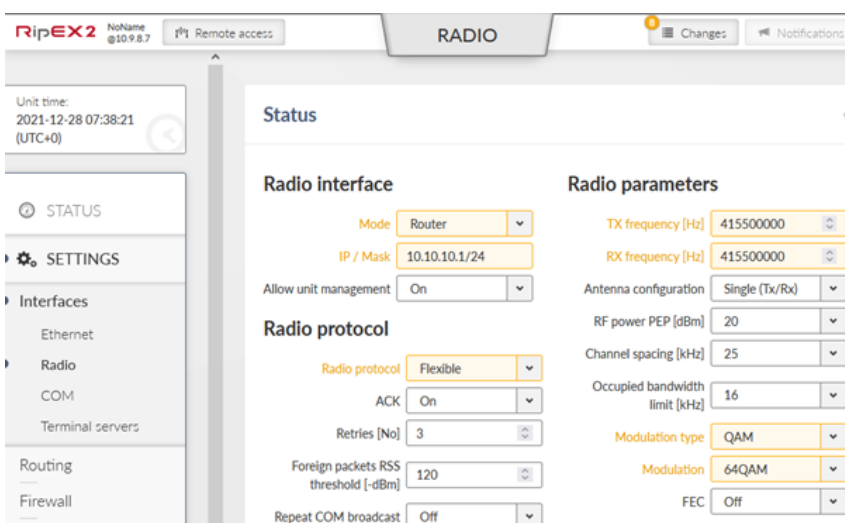 RipEX2
NoName
@10.9.8.7
Remote access
RADIO
8
Changes
Notifications
Unit time:
2021-12-28 07:38:21
(UTC+0)
STATUS
SETTINGS
Interfaces
Ethernet
Radio
COM
Terminal servers
Routing
Firewall
Status
Radio interface
Mode Router
IP / Mask 10.10.10.1/24
Allow unit management On
Radio protocol
Radio protocol Flexible
ACK On
Retries [No] 3
Foreign packets RSS
threshold [-dBm] 120
Repeat COM broadcast Off
Radio parameters
TX frequency [Hz] 415500000
RX frequency [Hz] 415500000
Antenna configuration Single (Tx/Rx)
RF power PEP [dBm] 20
Channel spacing [kHz] 25
Occupied bandwidth
limit [kHz] 16
Modulation type QAM
Modulation 64QAM
FEC Off